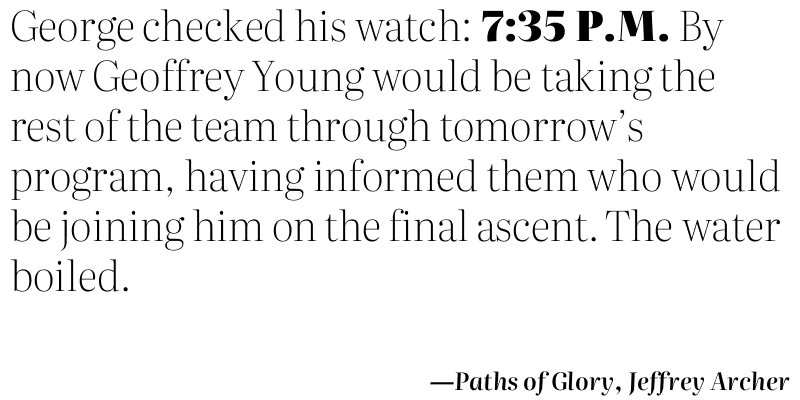 George checked his watch: 7:35 P.M. By
now Geoffrey Young would be taking the
rest of the team through tomorrow’s
program, having informed them who would
be joining him on the final ascent. The water
boiled.
—Paths of Glory, Jeffrey Archer